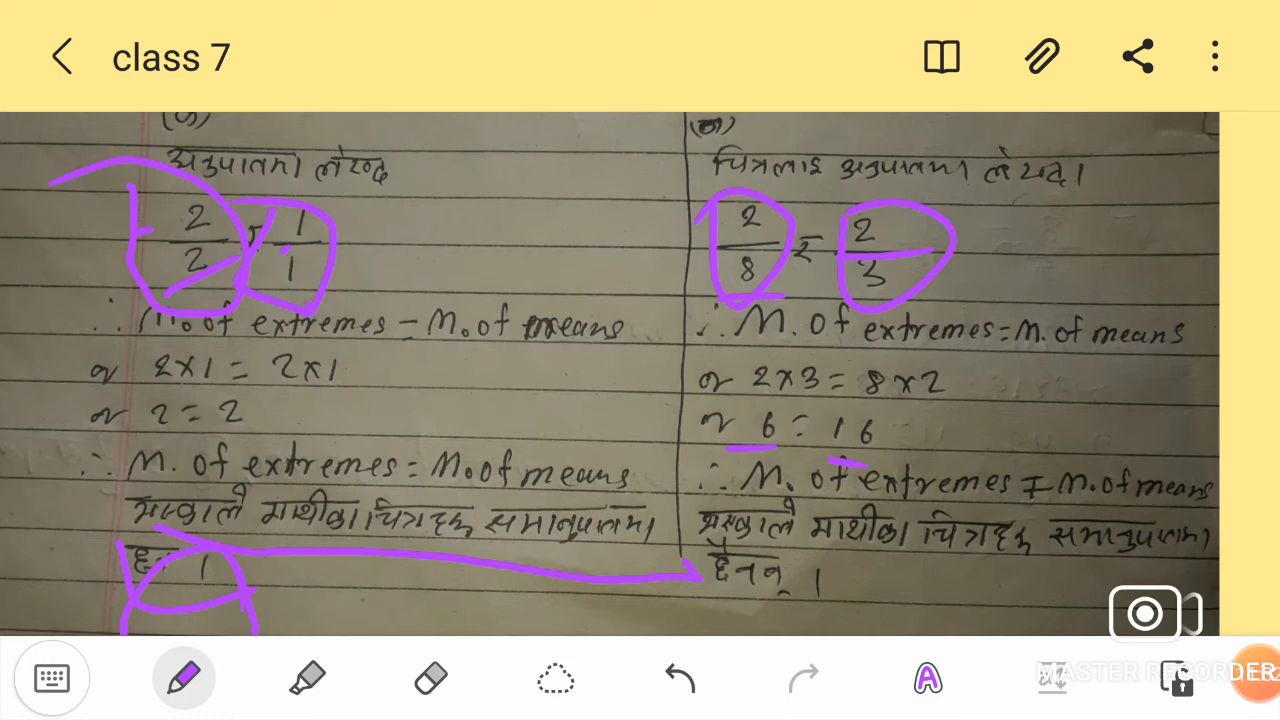 class 7
अनुपातमा लेख्दा
2/2 = 1/1
∴ M. of extremes = M. of means
or 2×1 = 2×1
or 2 = 2
∴ M. of extremes = M. of means
यसकाले माथीका चित्रहरू समानुपातमा
छन् ।
चित्रलाई अनुपातमा लेख्दा।
2/8 = 2/3
∴ M. of extremes = M. of means
or 2×3 = 8×2
or 6 = 16
∴ M. of extremes ≠ M. of means
यसकाले माथीका चित्रहरू समानुपातमा
छैनन् ।
A
MASTER RECORDER